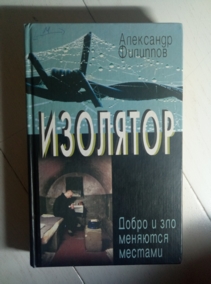 Александр
Филиппов
ИЗОЛЯТОР
Добро и зло
меняются
местами